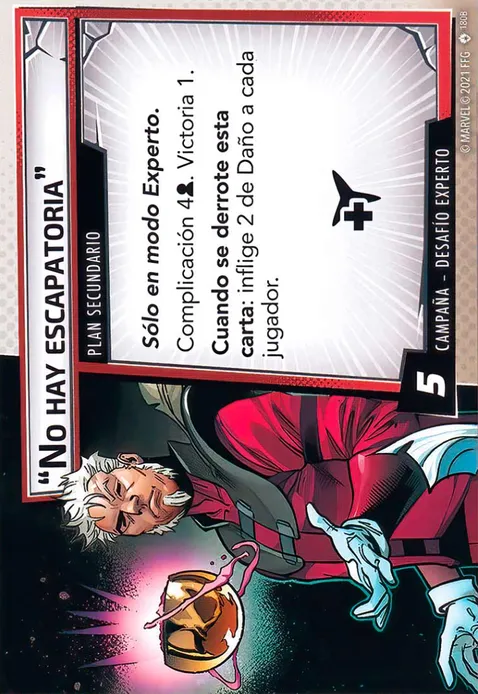 “NO HAY ESCAPATORIA”
PLAN SECUNDARIO
Sólo en modo Experto.
Complicación 4. Victoria 1.
Cuando se derrote esta
carta: inflige 2 de Daño a cada
jugador.
5
CAMPAÑA – DESAFÍO EXPERTO
© MARVEL © 2021 FFG 180B